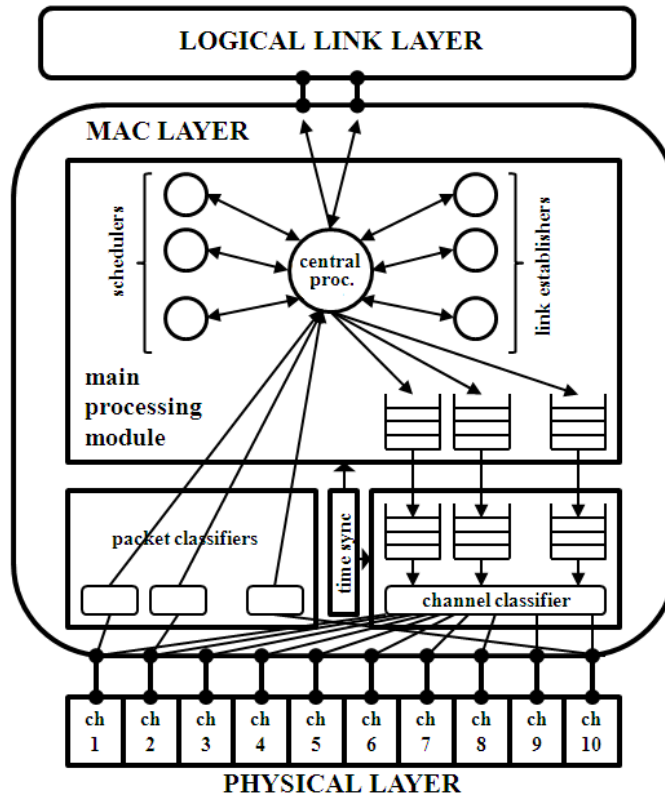 LOGICAL LINK LAYER
MAC LAYER
schedulers
central
proc.
link establishers
main
processing
module
packet classifiers
time sync
channel classifier
ch
1
ch
2
ch
3
ch
4
ch
5
ch
6
ch
7
ch
8
ch
9
ch
10
PHYSICAL LAYER